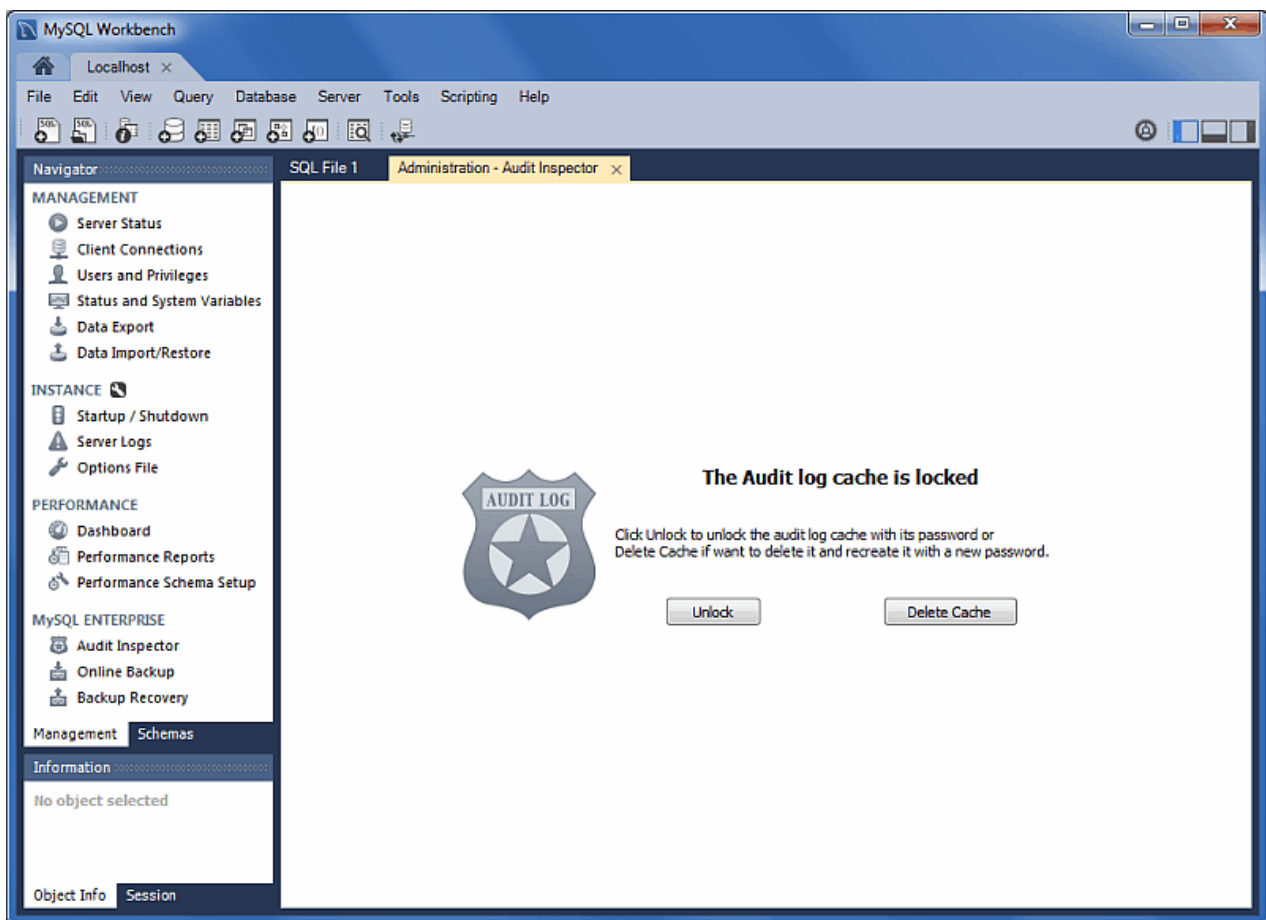 MySQL Workbench
Localhost
File Edit View Query Database Server Tools Scripting Help
Navigator
MANAGEMENT
Server Status
Client Connections
Users and Privileges
Status and System Variables
Data Export
Data Import/Restore
INSTANCE
Startup / Shutdown
Server Logs
Options File
PERFORMANCE
Dashboard
Performance Reports
Performance Schema Setup
MySQL ENTERPRISE
Audit Inspector
Online Backup
Backup Recovery
Management Schemas
Information
No object selected
Object Info Session
SQL File 1 Administration - Audit Inspector
AUDIT LOG
The Audit log cache is locked
Click Unlock to unlock the audit log cache with its password or
Delete Cache if want to delete it and recreate it with a new password.
Unlock Delete Cache